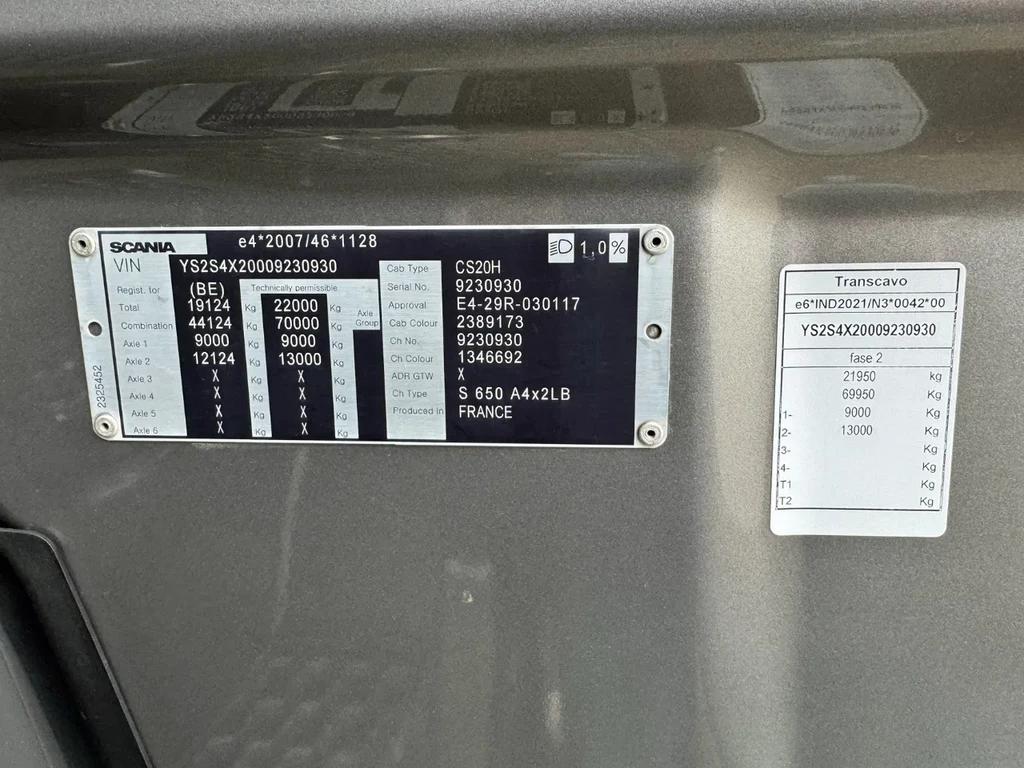 SCANIA e4*2007/46*1128 1,0%
VIN YS2S4X20009230930
Regist. for (BE) Technically permissible
Total 19124 Kg 22000 Kg
Combination 44124 Kg 70000 Kg Axle Group
Axle 1 9000 Kg 9000 Kg
Axle 2 12124 Kg 13000 Kg
Axle 3 X Kg X Kg
Axle 4 X Kg X Kg
Axle 5 X Kg X Kg
Axle 6 X Kg X Kg
Cab Type CS20H
Serial No. 9230930
Approval E4-29R-030117
Cab Colour 2389173
Ch No. 9230930
Ch Colour 1346692
ADR GTW X
Ch Type S 650 A4x2LB
Produced in FRANCE
2325452
Transcavo
e6*IND2021/N3*0042*00
YS2S4X20009230930
fase 2
21950 kg
69950 kg
1- 9000 Kg
2- 13000 Kg
3- Kg
4- Kg
T1 Kg
T2 Kg